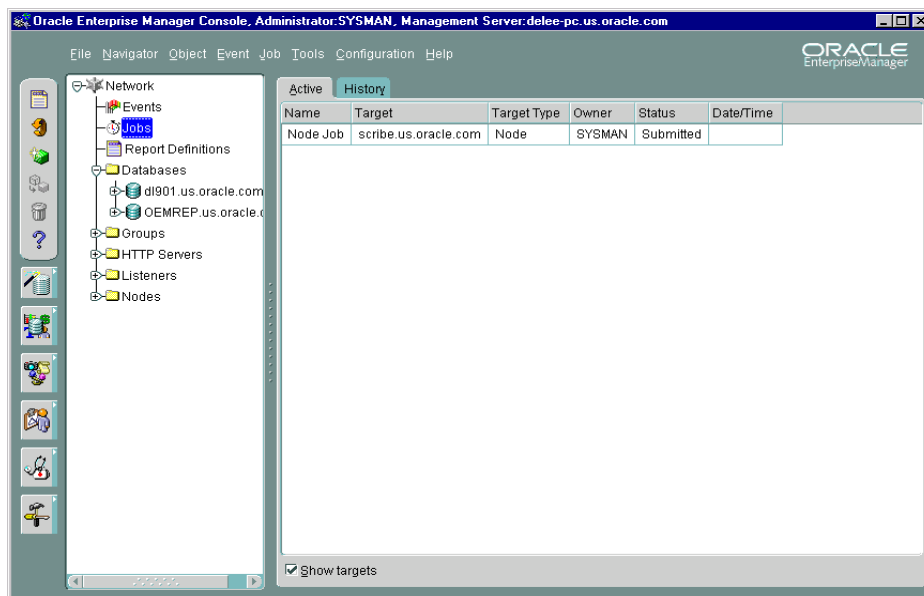 Oracle Enterprise Manager Console, Administrator:SYSMAN, Management Server:delee-pc.us.oracle.com
File Navigator Object Event Job Tools Configuration Help
ORACLE
EnterpriseManager
Network
Events
Jobs
Report Definitions
Databases
dl901.us.oracle.com
OEMREP.us.oracle.c
Groups
HTTP Servers
Listeners
Nodes
Active History
Name Target Target Type Owner Status Date/Time
Node Job scribe.us.oracle.com Node SYSMAN Submitted
Show targets